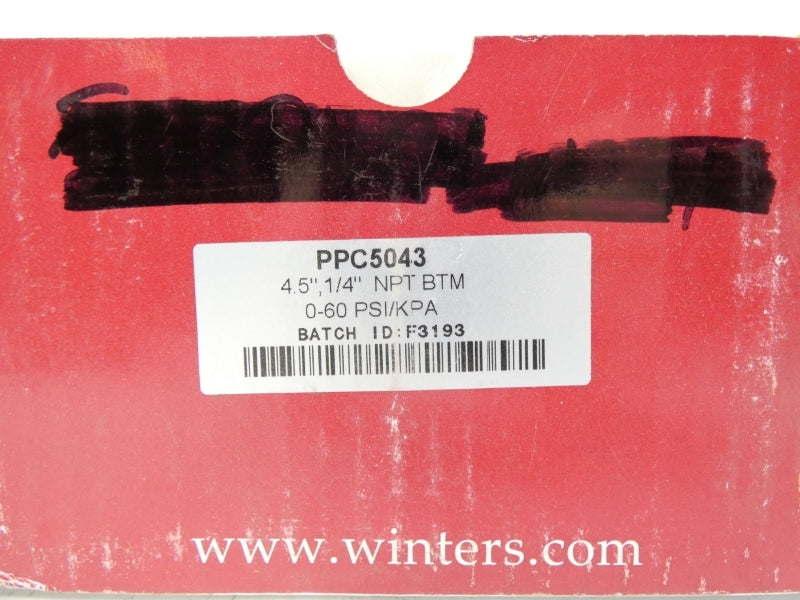 PPC5043
4.5",1/4" NPT BTM
0-60 PSI/KPA
BATCH ID:F3193
www.winters.com